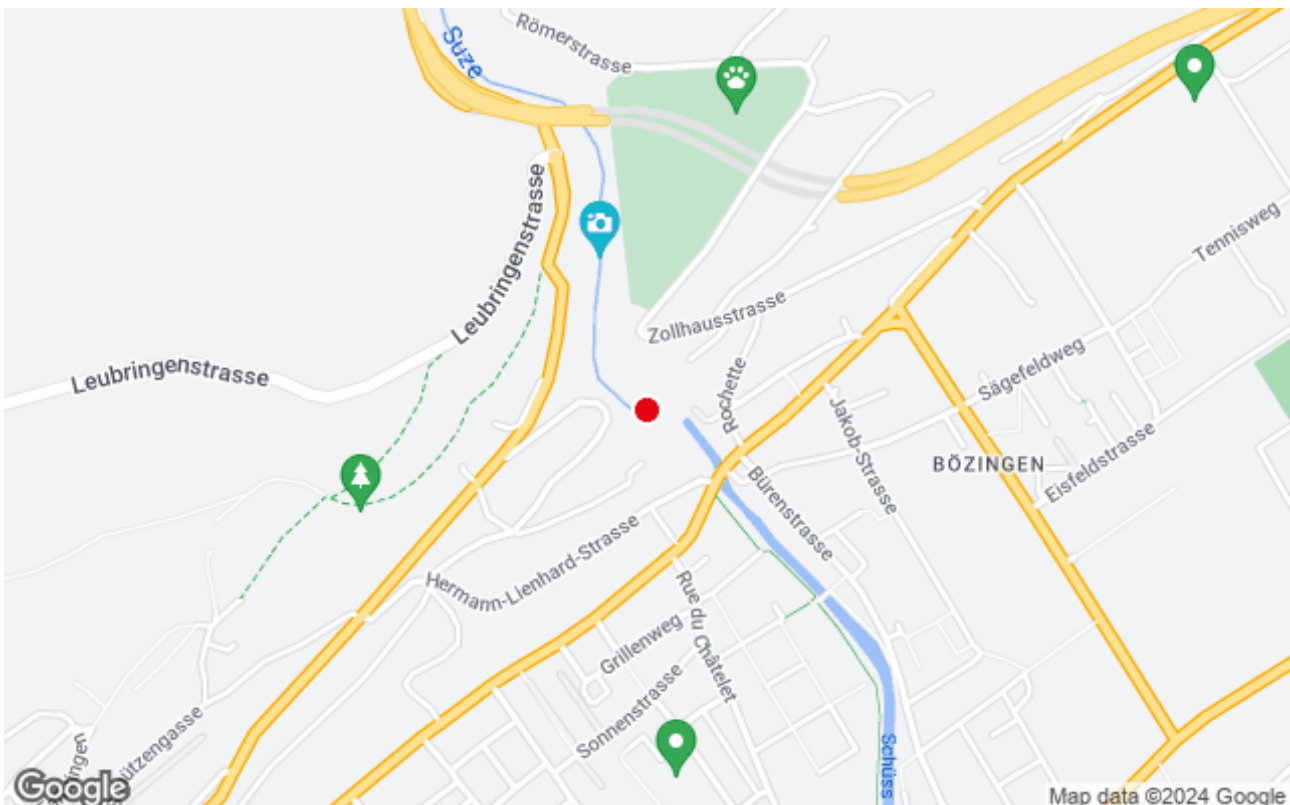 Suze
Römerstrasse
Leubringenstrasse
Leubringenstrasse
Tennisweg
Zollhausstrasse
Rochette
Sägefeldweg
Jakob-Strasse
BÖZINGEN
Eisfeldstrasse
Bürenstrasse
Hermann-Lienhard-Strasse
Rue du Châtelet
Grillenweg
Sonnenstrasse
Schüss
Google
Map data ©2024 Google